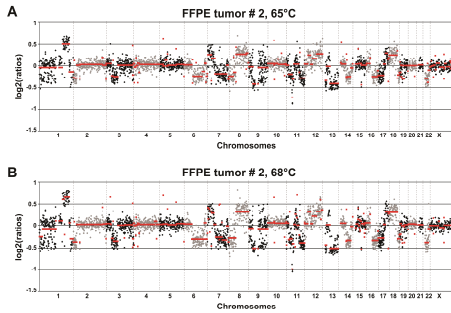 A
FFPE tumor # 2, 65°C
log2(ratios)
1
0.5
0
-0.5
-1
-1.5
1 2 3 4 5 6 7 8 9 10 11 12 13 14 15 16 17 18 19 20 21 22 X
Chromosomes
B
FFPE tumor # 2, 68°C
log2(ratios)
1
0.5
0
-0.5
-1
-1.5
1 2 3 4 5 6 7 8 9 10 11 12 13 14 15 16 17 18 19 20 21 22 X
Chromosomes